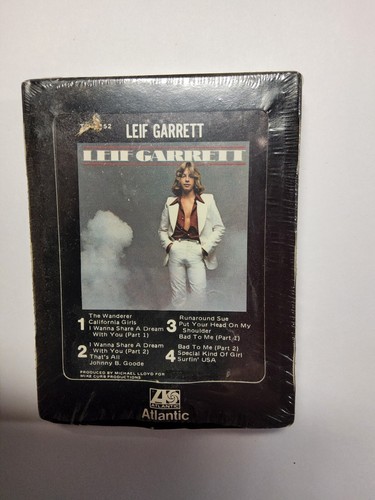 52
LEIF GARRETT
LEIF GARRETT
1 The Wanderer
California Girls
I Wanna Share A Dream
With You (Part 1)
2 I Wanna Share A Dream
With You (Part 2)
That's All
Johnny B. Goode
3 Runaround Sue
Put Your Head On My
Shoulder
Bad To Me (Part 1)
4 Bad To Me (Part 2)
Special Kind Of Girl
Surfin' USA
PRODUCED BY MICHAEL LLOYD FOR
MIKE CURB PRODUCTIONS
ATLANTIC
Atlantic